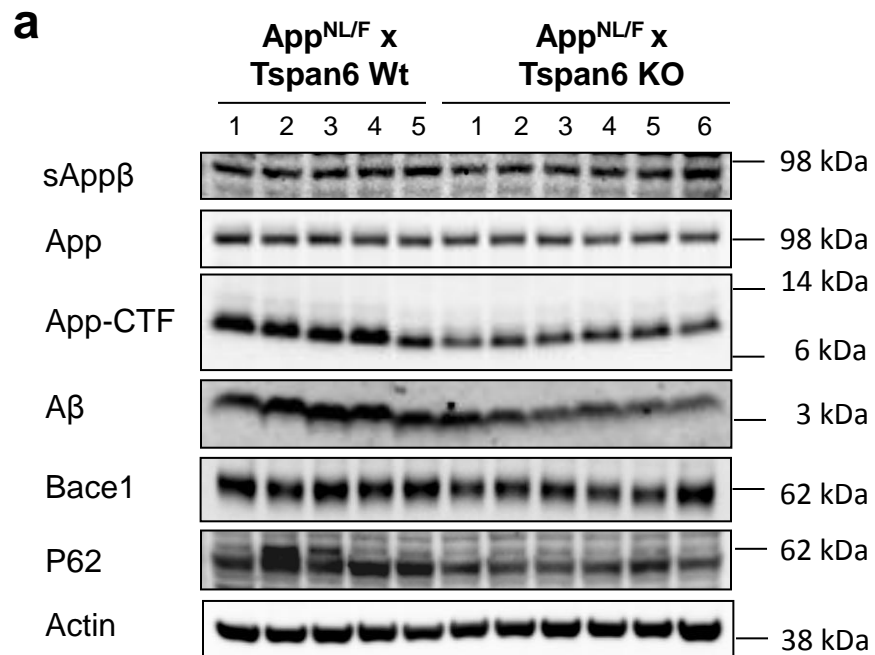 a
App^NL/F x
Tspan6 Wt
App^NL/F x
Tspan6 KO
1 2 3 4 5 1 2 3 4 5 6
sAppβ 98 kDa
App 98 kDa
14 kDa
App-CTF
6 kDa
Aβ 3 kDa
Bace1 62 kDa
P62 62 kDa
Actin 38 kDa